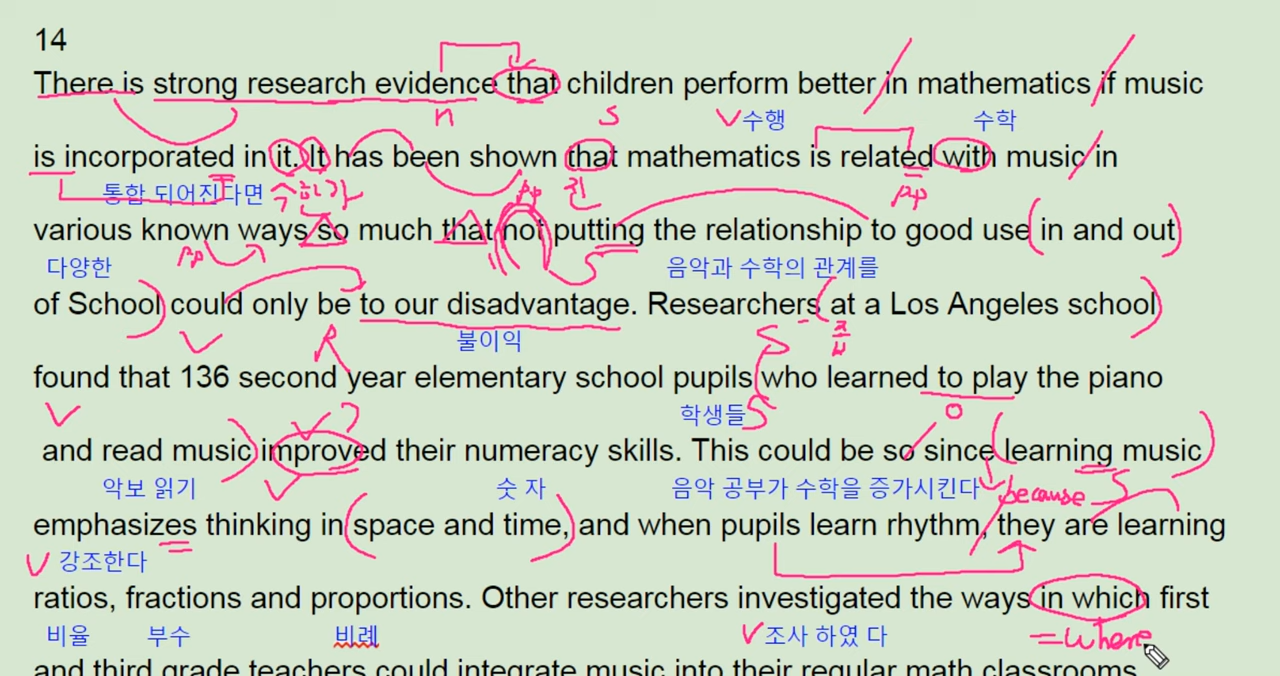 14
There is strong research evidence that children perform better in mathematics if music
n s V수행 수학
is incorporated in it. It has been shown that mathematics is related with music in
통합 되어진다면 수학가 pp 진 pp
various known ways so much that not putting the relationship to good use (in and out
다양한 pp 음악과 수학의 관계를
of School) could only be to our disadvantage. Researchers (at a Los Angeles school)
V R 불이익 S
found that 136 second year elementary school pupils (who learned to play the piano
V 학생들 S o
and read music) improved their numeracy skills. This could be so since (learning music)
악보 읽기 V 숫 자 음악 공부가 수학을 증가시킨다 because S
emphasizes thinking in (space and time,) and when pupils learn rhythm, they are learning
V 강조한다
ratios, fractions and proportions. Other researchers investigated the ways in which first
비율 부수 비례 V 조사 하였 다 =where
and third grade teachers could integrate music into their regular math classrooms.